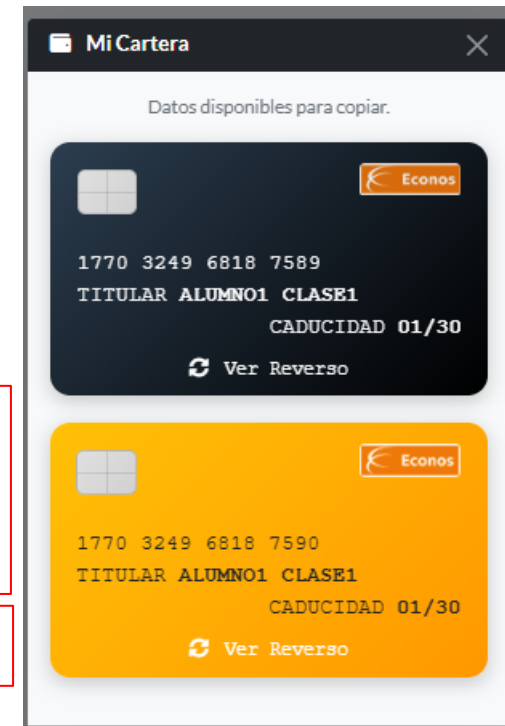 Mi Cartera
Datos disponibles para copiar.
Econos
1770 3249 6818 7589
TITULAR ALUMNO1 CLASE1
CADUCIDAD 01/30
Ver Reverso
Econos
1770 3249 6818 7590
TITULAR ALUMNO1 CLASE1
CADUCIDAD 01/30
Ver Reverso